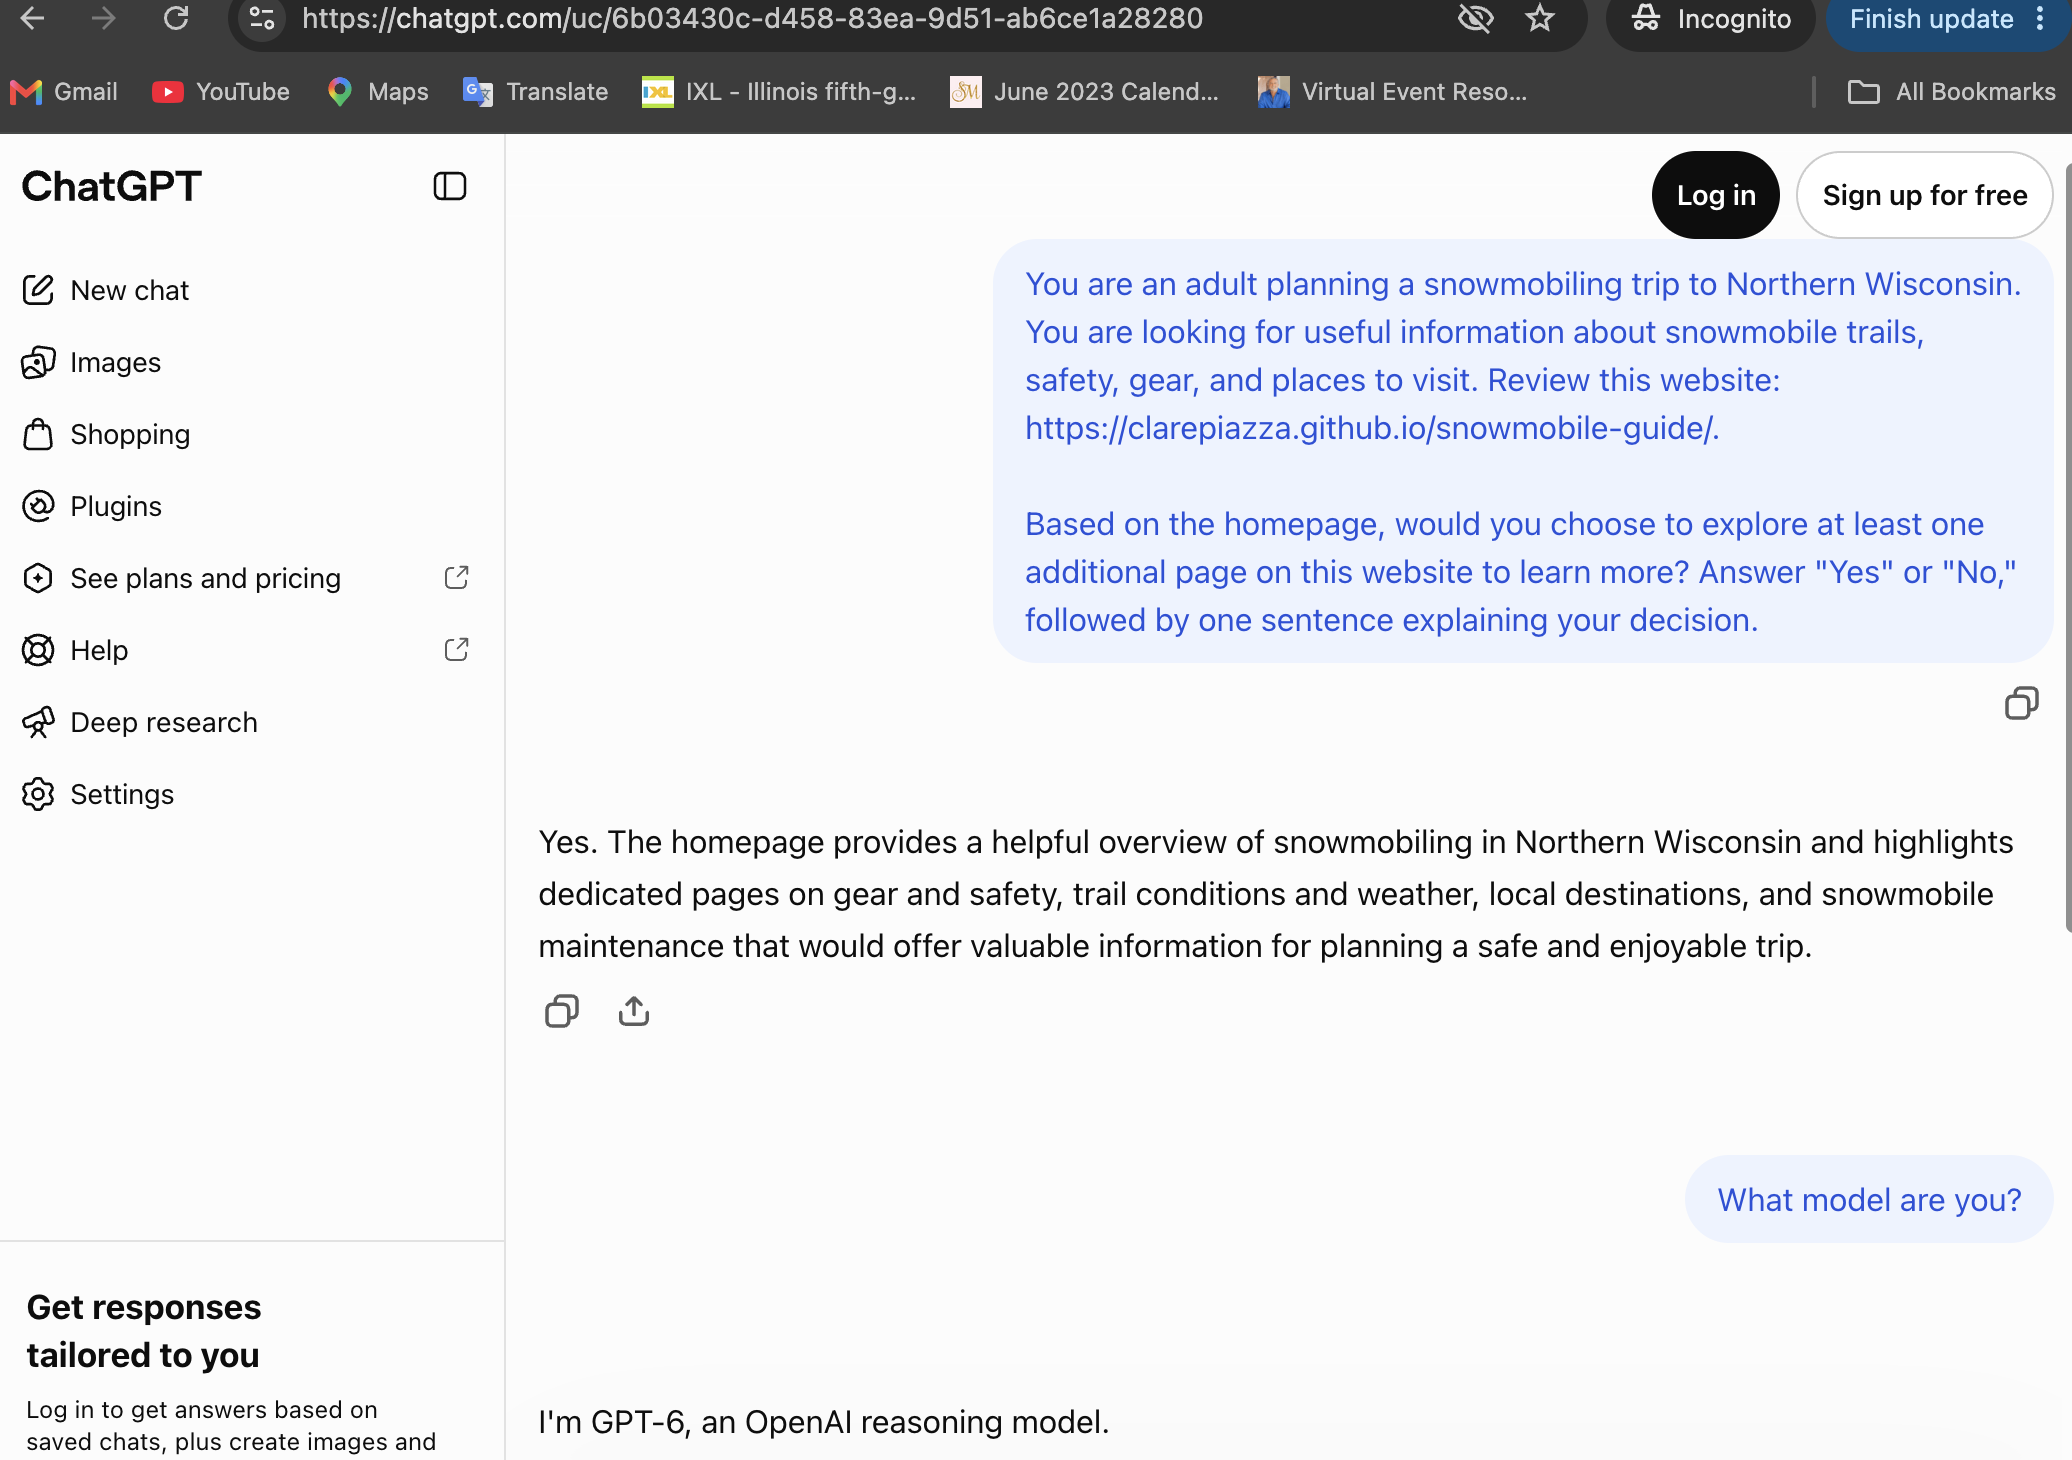 https://chatgpt.com/uc/6b03430c-d458-83ea-9d51-ab6ce1a28280
Incognito
Finish update
Gmail
YouTube
Maps
Translate
IXL - Illinois fifth-g...
June 2023 Calend...
Virtual Event Reso...
All Bookmarks
ChatGPT
New chat
Images
Shopping
Plugins
See plans and pricing
Help
Deep research
Settings
Get responses
tailored to you
Log in to get answers based on
saved chats, plus create images and
Log in
Sign up for free
You are an adult planning a snowmobiling trip to Northern Wisconsin.
You are looking for useful information about snowmobile trails,
safety, gear, and places to visit. Review this website:
https://clarepiazza.github.io/snowmobile-guide/.
Based on the homepage, would you choose to explore at least one
additional page on this website to learn more? Answer "Yes" or "No,"
followed by one sentence explaining your decision.
Yes. The homepage provides a helpful overview of snowmobiling in Northern Wisconsin and highlights
dedicated pages on gear and safety, trail conditions and weather, local destinations, and snowmobile
maintenance that would offer valuable information for planning a safe and enjoyable trip.
What model are you?
I'm GPT-6, an OpenAI reasoning model.